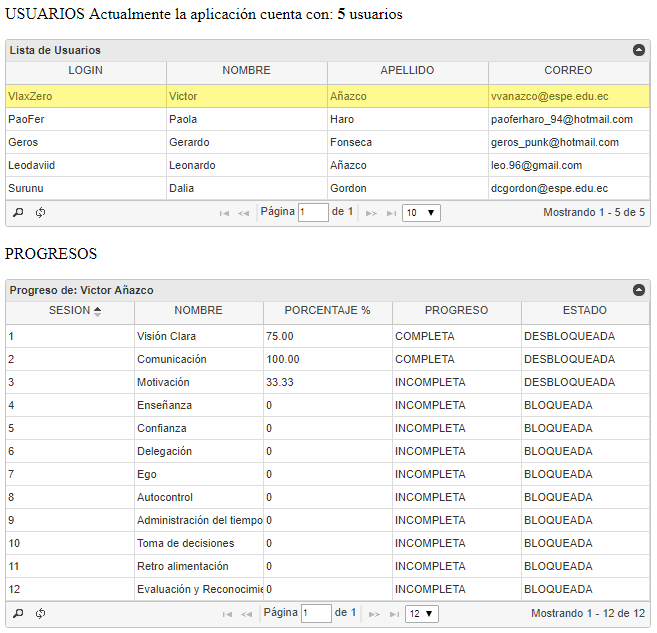 USUARIOS Actualmente la aplicación cuenta con: 5 usuarios
Lista de Usuarios
LOGIN NOMBRE APELLIDO CORREO
VlaxZero Victor Añazco vvanazco@espe.edu.ec
PaoFer Paola Haro paoferharo_94@hotmail.com
Geros Gerardo Fonseca geros_punk@hotmail.com
Leodaviid Leonardo Añazco leo.96@gmail.com
Surunu Dalia Gordon dcgordon@espe.edu.ec
Página 1 de 1 10 Mostrando 1 - 5 de 5
PROGRESOS
Progreso de: Victor Añazco
SESION NOMBRE PORCENTAJE % PROGRESO ESTADO
1 Visión Clara 75.00 COMPLETA DESBLOQUEADA
2 Comunicación 100.00 COMPLETA DESBLOQUEADA
3 Motivación 33.33 INCOMPLETA DESBLOQUEADA
4 Enseñanza 0 INCOMPLETA BLOQUEADA
5 Confianza 0 INCOMPLETA BLOQUEADA
6 Delegación 0 INCOMPLETA BLOQUEADA
7 Ego 0 INCOMPLETA BLOQUEADA
8 Autocontrol 0 INCOMPLETA BLOQUEADA
9 Administración del tiempo 0 INCOMPLETA BLOQUEADA
10 Toma de decisiones 0 INCOMPLETA BLOQUEADA
11 Retro alimentación 0 INCOMPLETA BLOQUEADA
12 Evaluación y Reconocimie 0 INCOMPLETA BLOQUEADA
Página 1 de 1 12 Mostrando 1 - 12 de 12